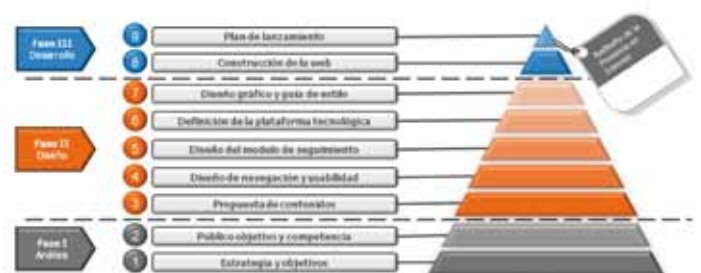 Fase III
Desarrollo
9 Plan de lanzamiento
8 Construcción de la web
7 Diseño gráfico y guía de estilo
6 Definición de la plataforma tecnológica
Fase II
Diseño
5 Diseño del modelo de seguimiento
4 Diseño de navegación y usabilidad
3 Propuesta de contenidos
2 Público objetivo y competencia
Fase I
Análisis
1 Estrategia y objetivos